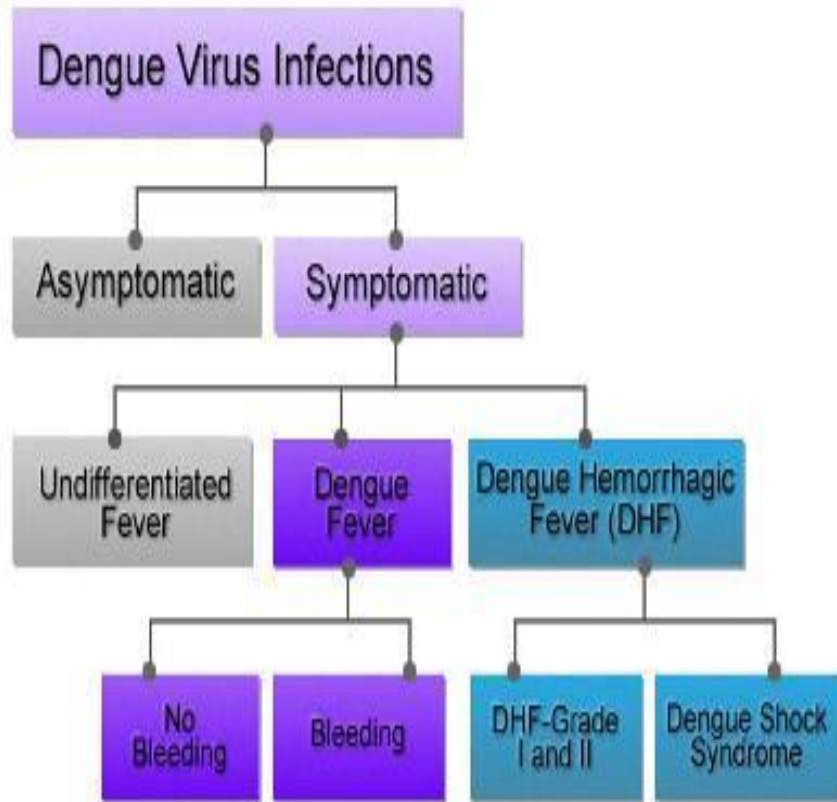 Dengue Virus Infections
Asymptomatic
Symptomatic
Undifferentiated
Fever
Dengue
Fever
Dengue Hemorrhagic
Fever (DHF)
No
Bleeding
Bleeding
DHF-Grade
I and II
Dengue Shock
Syndrome